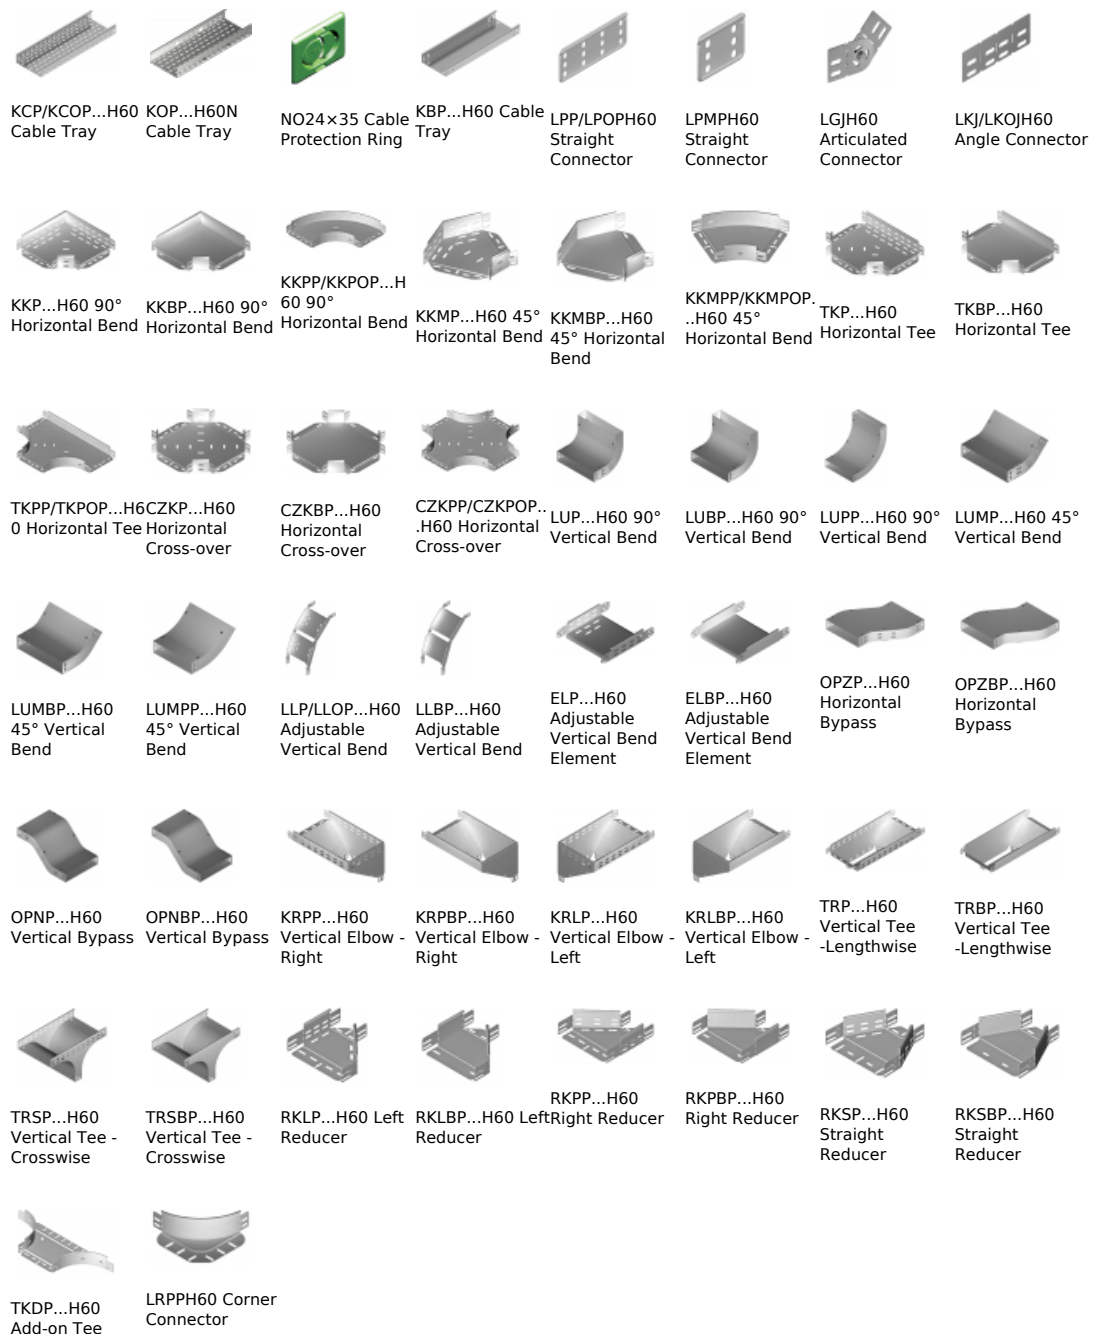 KCP/KCOP...H60
Cable Tray
KOP...H60N
Cable Tray
NO24×35 Cable
Protection Ring
KBP...H60 Cable
Tray
LPP/LPOPH60
Straight
Connector
LPMPH60
Straight
Connector
LGJH60
Articulated
Connector
LKJ/LKOJH60
Angle Connector
KKP...H60 90°
Horizontal Bend
KKBP...H60 90°
Horizontal Bend
KKPP/KKPOP...H
60 90°
Horizontal Bend
KKMP...H60 45°
Horizontal Bend
KKMBP...H60
45° Horizontal
Bend
KKMPP/KKMPOP.
..H60 45°
Horizontal Bend
TKP...H60
Horizontal Tee
TKBP...H60
Horizontal Tee
TKPP/TKPOP...H6
0 Horizontal Tee
CZKP...H60
Horizontal
Cross-over
CZKBP...H60
Horizontal
Cross-over
CZKPP/CZKPOP..
.H60 Horizontal
Cross-over
LUP...H60 90°
Vertical Bend
LUBP...H60 90°
Vertical Bend
LUPP...H60 90°
Vertical Bend
LUMP...H60 45°
Vertical Bend
LUMBP...H60
45° Vertical
Bend
LUMPP...H60
45° Vertical
Bend
LLP/LLOP...H60
Adjustable
Vertical Bend
LLBP...H60
Adjustable
Vertical Bend
ELP...H60
Adjustable
Vertical Bend
Element
ELBP...H60
Adjustable
Vertical Bend
Element
OPZP...H60
Horizontal
Bypass
OPZBP...H60
Horizontal
Bypass
OPNP...H60
Vertical Bypass
OPNBP...H60
Vertical Bypass
KRPP...H60
Vertical Elbow -
Right
KRPBP...H60
Vertical Elbow -
Right
KRLP...H60
Vertical Elbow -
Left
KRLBP...H60
Vertical Elbow -
Left
TRP...H60
Vertical Tee
-Lengthwise
TRBP...H60
Vertical Tee
-Lengthwise
TRSP...H60
Vertical Tee -
Crosswise
TRSBP...H60
Vertical Tee -
Crosswise
RKLP...H60 Left
Reducer
RKLBP...H60 Left
Reducer
RKPP...H60
Right Reducer
RKPBP...H60
Right Reducer
RKSP...H60
Straight
Reducer
RKSBP...H60
Straight
Reducer
TKDP...H60
Add-on Tee
LRPPH60 Corner
Connector